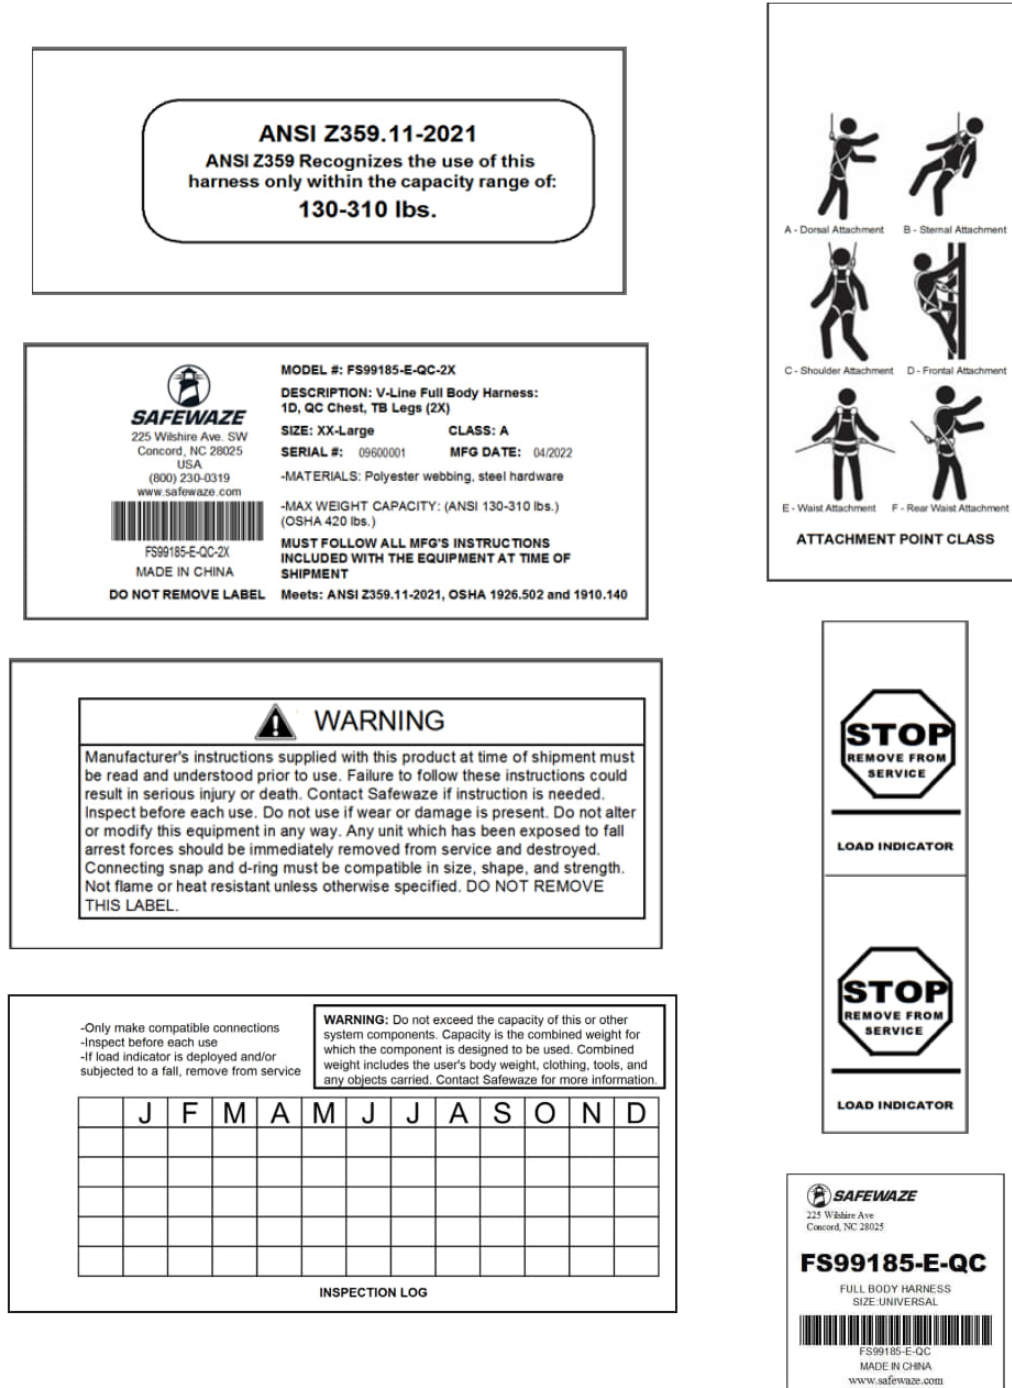 ANSI Z359.11-2021
ANSI Z359 Recognizes the use of this
harness only within the capacity range of:
130-310 lbs.
SAFEWAZE
225 Wilshire Ave. SW
Concord, NC 28025
USA
(800) 230-0319
www.safewaze.com
FS99185-E-QC-2X
MADE IN CHINA
DO NOT REMOVE LABEL
MODEL #: FS99185-E-QC-2X
DESCRIPTION: V-Line Full Body Harness:
1D, QC Chest, TB Legs (2X)
SIZE: XX-Large CLASS: A
SERIAL #: 09600001 MFG DATE: 04/2022
-MATERIALS: Polyester webbing, steel hardware
-MAX WEIGHT CAPACITY: (ANSI 130-310 lbs.)
(OSHA 420 lbs.)
MUST FOLLOW ALL MFG'S INSTRUCTIONS
INCLUDED WITH THE EQUIPMENT AT TIME OF
SHIPMENT
Meets: ANSI Z359.11-2021, OSHA 1926.502 and 1910.140
WARNING
Manufacturer's instructions supplied with this product at time of shipment must
be read and understood prior to use. Failure to follow these instructions could
result in serious injury or death. Contact Safewaze if instruction is needed.
Inspect before each use. Do not use if wear or damage is present. Do not alter
or modify this equipment in any way. Any unit which has been exposed to fall
arrest forces should be immediately removed from service and destroyed.
Connecting snap and d-ring must be compatible in size, shape, and strength.
Not flame or heat resistant unless otherwise specified. DO NOT REMOVE
THIS LABEL.
-Only make compatible connections
-Inspect before each use
-If load indicator is deployed and/or
subjected to a fall, remove from service
WARNING: Do not exceed the capacity of this or other
system components. Capacity is the combined weight for
which the component is designed to be used. Combined
weight includes the user's body weight, clothing, tools, and
any objects carried. Contact Safewaze for more information.
J F M A M J J A S O N D
INSPECTION LOG
A - Dorsal Attachment B - Sternal Attachment
C - Shoulder Attachment D - Frontal Attachment
E - Waist Attachment F - Rear Waist Attachment
ATTACHMENT POINT CLASS
STOP
REMOVE FROM
SERVICE
LOAD INDICATOR
STOP
REMOVE FROM
SERVICE
LOAD INDICATOR
SAFEWAZE
225 Wilshire Ave
Concord, NC 28025
FS99185-E-QC
FULL BODY HARNESS
SIZE:UNIVERSAL
FS99185-E-QC
MADE IN CHINA
www.safewaze.com